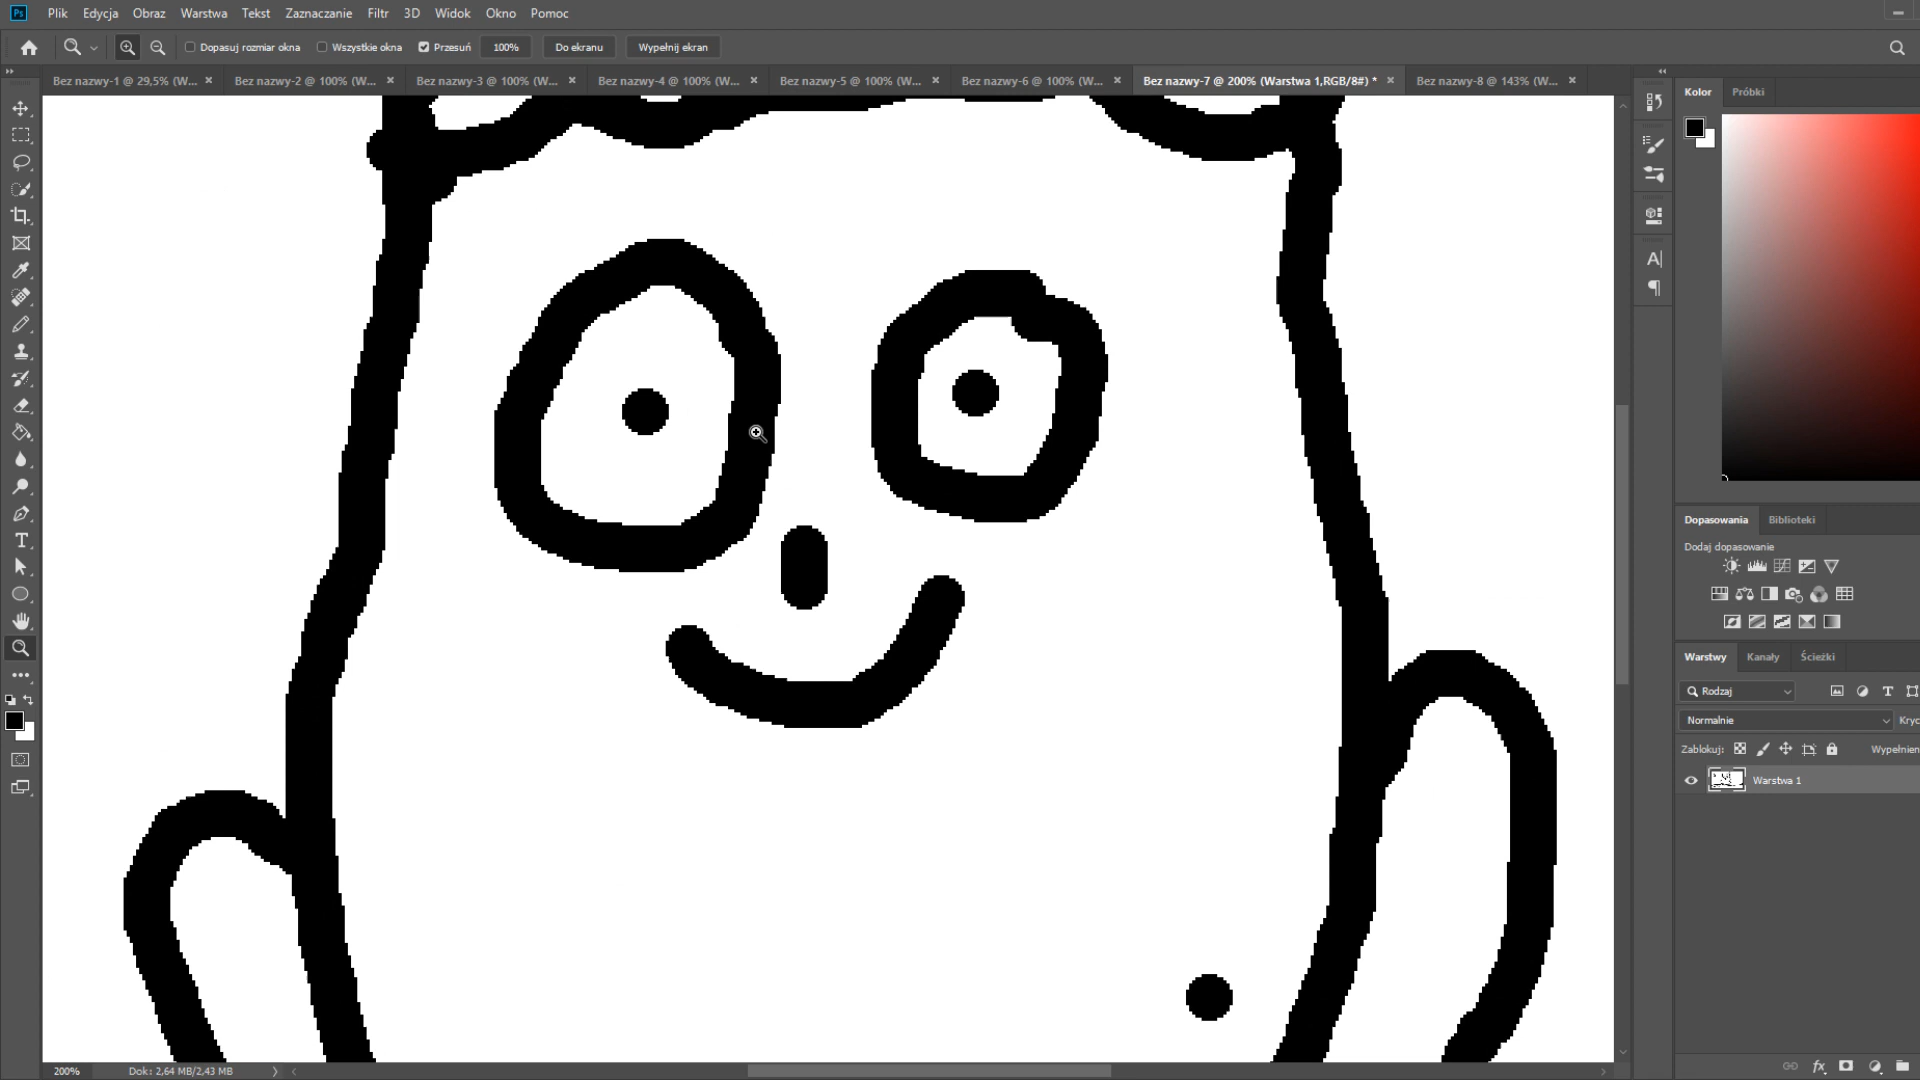 Ps Plik Edycja Obraz Warstwa Tekst Zaznaczanie Filtr 3D Widok Okno Pomoc
Dopasuj rozmiar okna Wszystkie okna Przesuń 100% Do ekranu Wypełnij ekran
Bez nazwy-1 @ 29,5% (W... Bez nazwy-2 @ 100% (W... Bez nazwy-3 @ 100% (W... Bez nazwy-4 @ 100% (W... Bez nazwy-5 @ 100% (W... Bez nazwy-6 @ 100% (W... Bez nazwy-7 @ 200% (Warstwa 1,RGB/8#) * Bez nazwy-8 @ 143% (W...
Kolor Próbki
Dopasowania Biblioteki
Dodaj dopasowanie
Warstwy Kanały Ścieżki
Rodzaj
Normalnie Kryc
Zablokuj: Wypełnien
Warstwa 1
200% Dok: 2,64 MB/2,43 MB